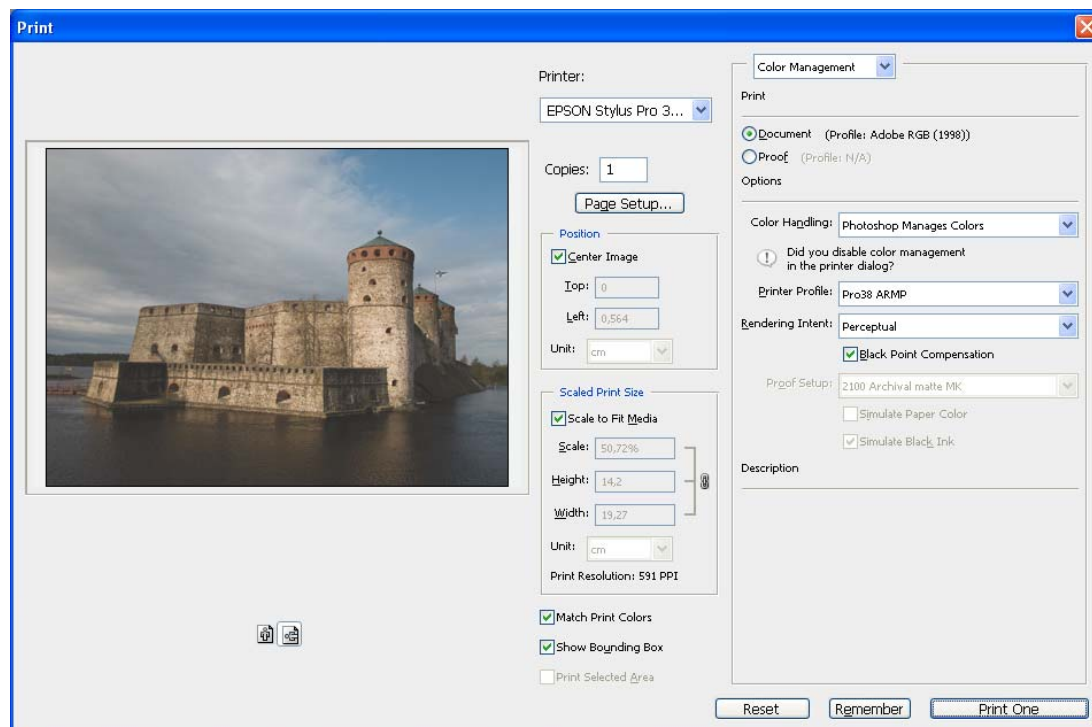 Print
Printer:
EPSON Stylus Pro 3...
Copies: 1
Page Setup...
Position
Center Image
Top: 0
Left: 0,564
Unit: cm
Scaled Print Size
Scale to Fit Media
Scale: 50,72%
Height: 14,2
Width: 19,27
Unit: cm
Print Resolution: 591 PPI
Match Print Colors
Show Bounding Box
Print Selected Area
Color Management
Print
Document (Profile: Adobe RGB (1998))
Proof (Profile: N/A)
Options
Color Handling: Photoshop Manages Colors
Did you disable color management
in the printer dialog?
Printer Profile: Pro38 ARMP
Rendering Intent: Perceptual
Black Point Compensation
Proof Setup: 2100 Archival matte MK
Simulate Paper Color
Simulate Black Ink
Description
Reset Remember Print One